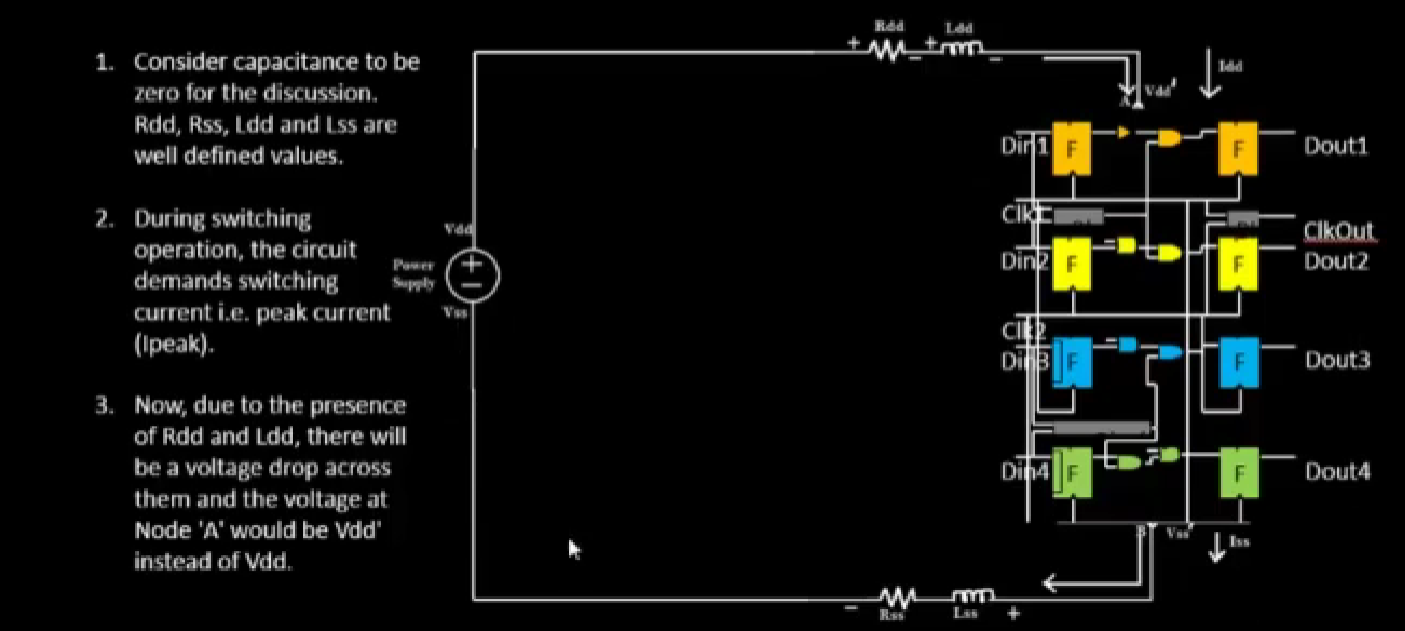 1. Consider capacitance to be
zero for the discussion.
Rdd, Rss, Ldd and Lss are
well defined values.
2. During switching
operation, the circuit
demands switching
current i.e. peak current
(Ipeak).
3. Now, due to the presence
of Rdd and Ldd, there will
be a voltage drop across
them and the voltage at
Node 'A' would be Vdd'
instead of Vdd.
Rdd
Ldd
+
−
+
−
Idd
A
Vdd'
Vdd
Power
Supply
+
−
Vss
Din1
F
F
Dout1
ClkOut
Din2
F
F
Dout2
Clk2
Din3
F
F
Dout3
Din4
F
F
Dout4
Vss'
Iss
−
Rss
Lss
+